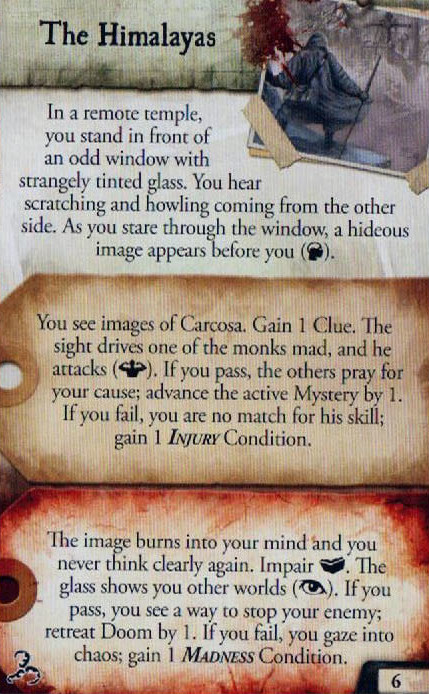 The Himalayas
In a remote temple,
you stand in front of
an odd window with
strangely tinted glass. You hear
scratching and howling coming from the other
side. As you stare through the window, a hideous
image appears before you ( ).
You see images of Carcosa. Gain 1 Clue. The
sight drives one of the monks mad, and he
attacks ( ). If you pass, the others pray for
your cause; advance the active Mystery by 1.
If you fail, you are no match for his skill;
gain 1 INJURY Condition.
The image burns into your mind and you
never think clearly again. Impair . The
glass shows you other worlds ( ). If you
pass, you see a way to stop your enemy;
retreat Doom by 1. If you fail, you gaze into
chaos; gain 1 MADNESS Condition.
6